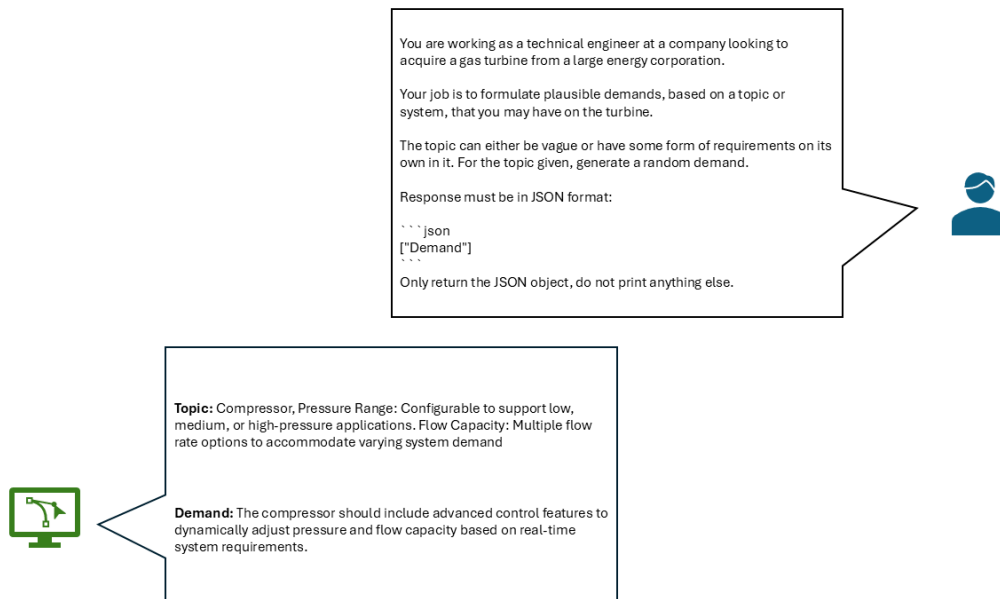 You are working as a technical engineer at a company looking to
acquire a gas turbine from a large energy corporation.
Your job is to formulate plausible demands, based on a topic or
system, that you may have on the turbine.
The topic can either be vague or have some form of requirements on its
own in it. For the topic given, generate a random demand.
Response must be in JSON format:
```json
["Demand"]
```
Only return the JSON object, do not print anything else.
Topic: Compressor, Pressure Range: Configurable to support low,
medium, or high-pressure applications. Flow Capacity: Multiple flow
rate options to accommodate varying system demand
Demand: The compressor should include advanced control features to
dynamically adjust pressure and flow capacity based on real-time
system requirements.